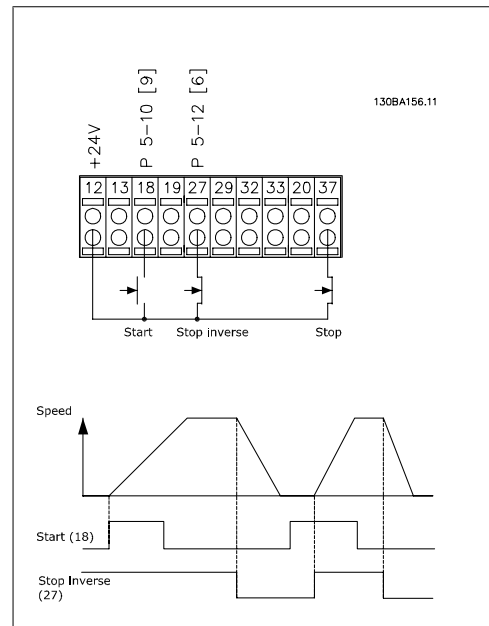 130BA156.11
+24V
P 5-10 [9]
P 5-12 [6]
12 13 18 19 27 29 32 33 20 37
Start Stop inverse Stop
Speed
Start (18)
Stop Inverse
(27)